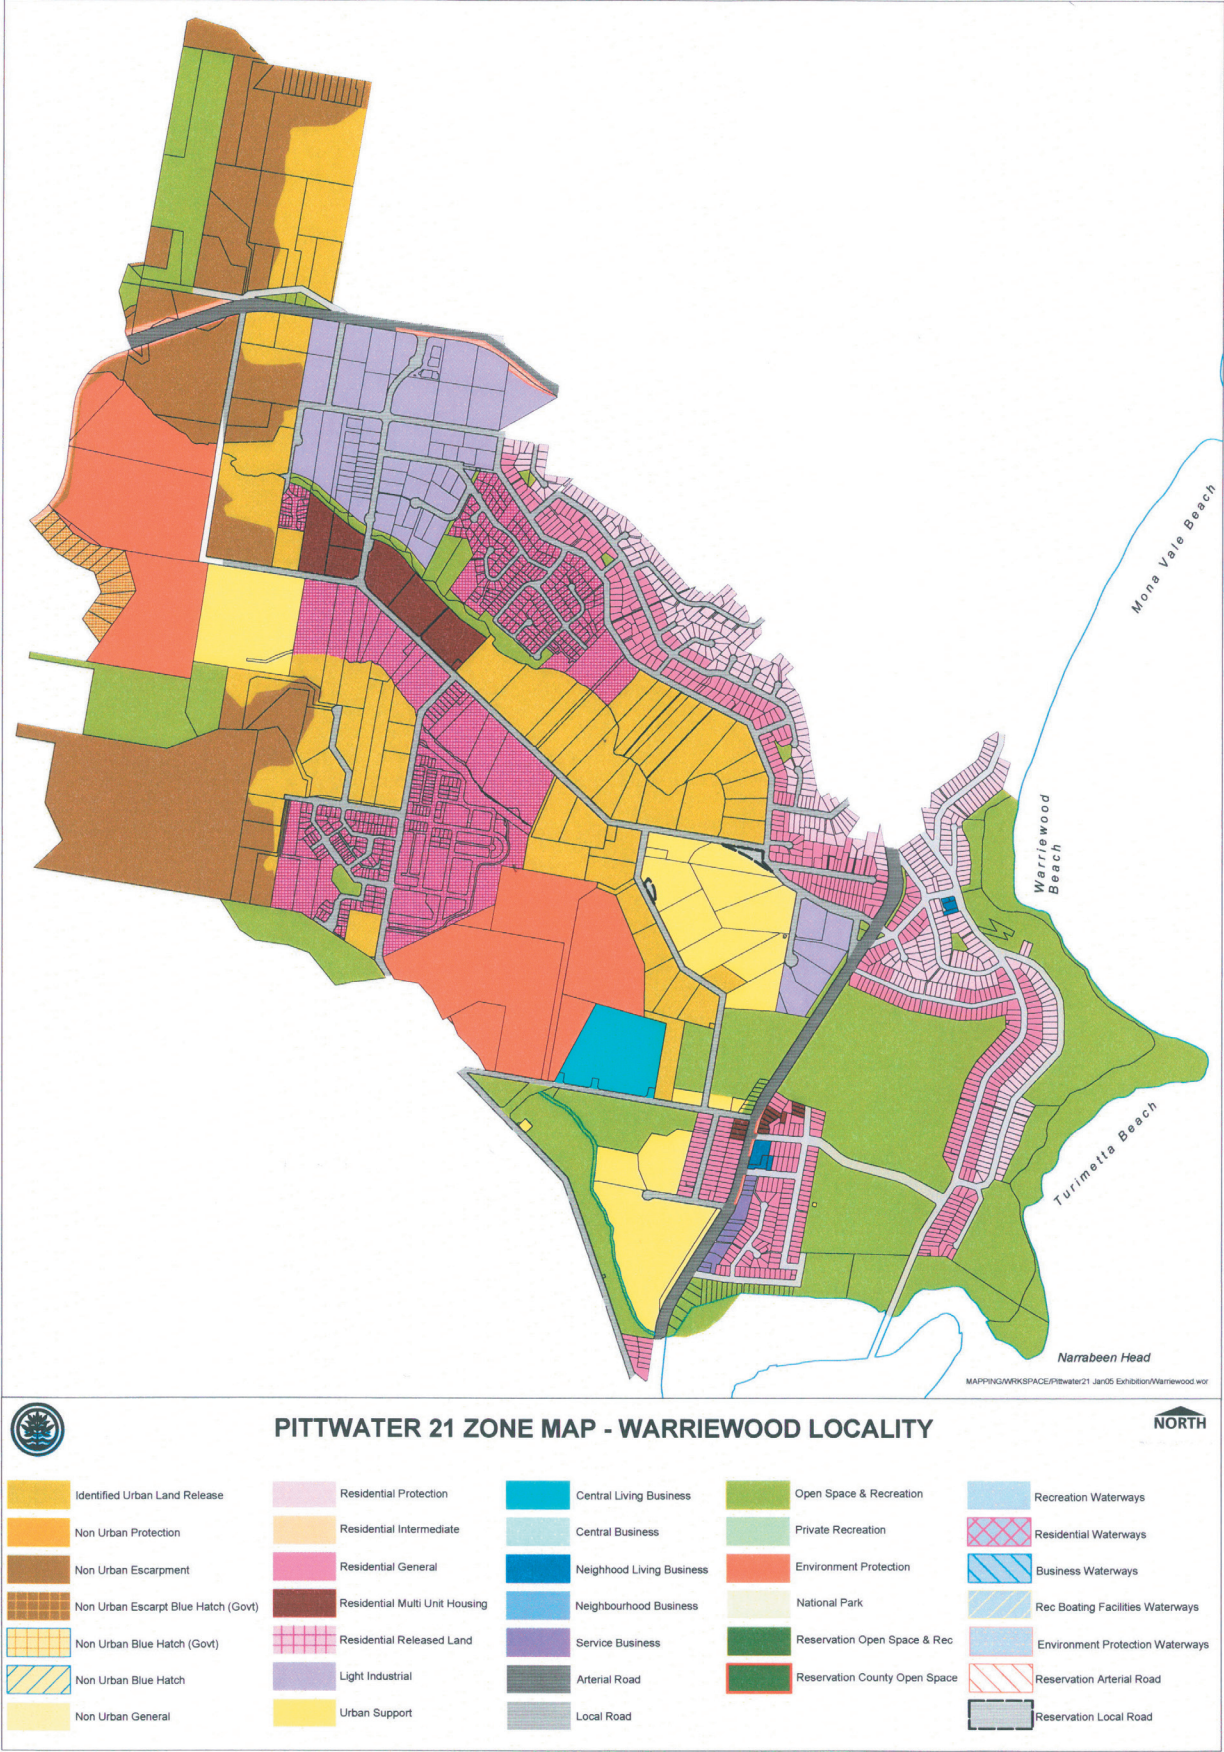 Mona Vale Beach
Warriewood
Beach
Turimetta Beach
Narrabeen Head
MAPPING/WRKSPACE/Pittwater21 Jan05 Exhibition/Warriewood.wor
PITTWATER 21 ZONE MAP - WARRIEWOOD LOCALITY
NORTH
Identified Urban Land Release
Non Urban Protection
Non Urban Escarpment
Non Urban Escarpt Blue Hatch (Govt)
Non Urban Blue Hatch (Govt)
Non Urban Blue Hatch
Non Urban General
Residential Protection
Residential Intermediate
Residential General
Residential Multi Unit Housing
Residential Released Land
Light Industrial
Urban Support
Central Living Business
Central Business
Neighhood Living Business
Neighbourhood Business
Service Business
Arterial Road
Local Road
Open Space & Recreation
Private Recreation
Environment Protection
National Park
Reservation Open Space & Rec
Reservation County Open Space
Recreation Waterways
Residential Waterways
Business Waterways
Rec Boating Facilities Waterways
Environment Protection Waterways
Reservation Arterial Road
Reservation Local Road